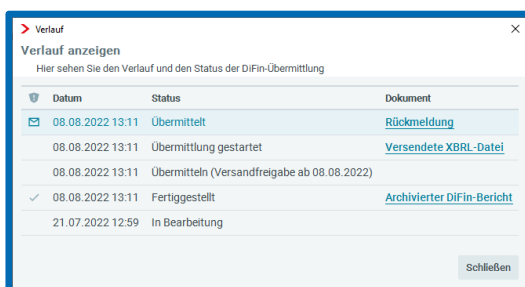 Verlauf
Verlauf anzeigen
Hier sehen Sie den Verlauf und den Status der DiFin-Übermittlung
Datum Status Dokument
08.08.2022 13:11 Übermittelt Rückmeldung
08.08.2022 13:11 Übermittlung gestartet Versendete XBRL-Datei
08.08.2022 13:11 Übermitteln (Versandfreigabe ab 08.08.2022)
08.08.2022 13:11 Fertiggestellt Archivierter DiFin-Bericht
21.07.2022 12:59 In Bearbeitung
Schließen